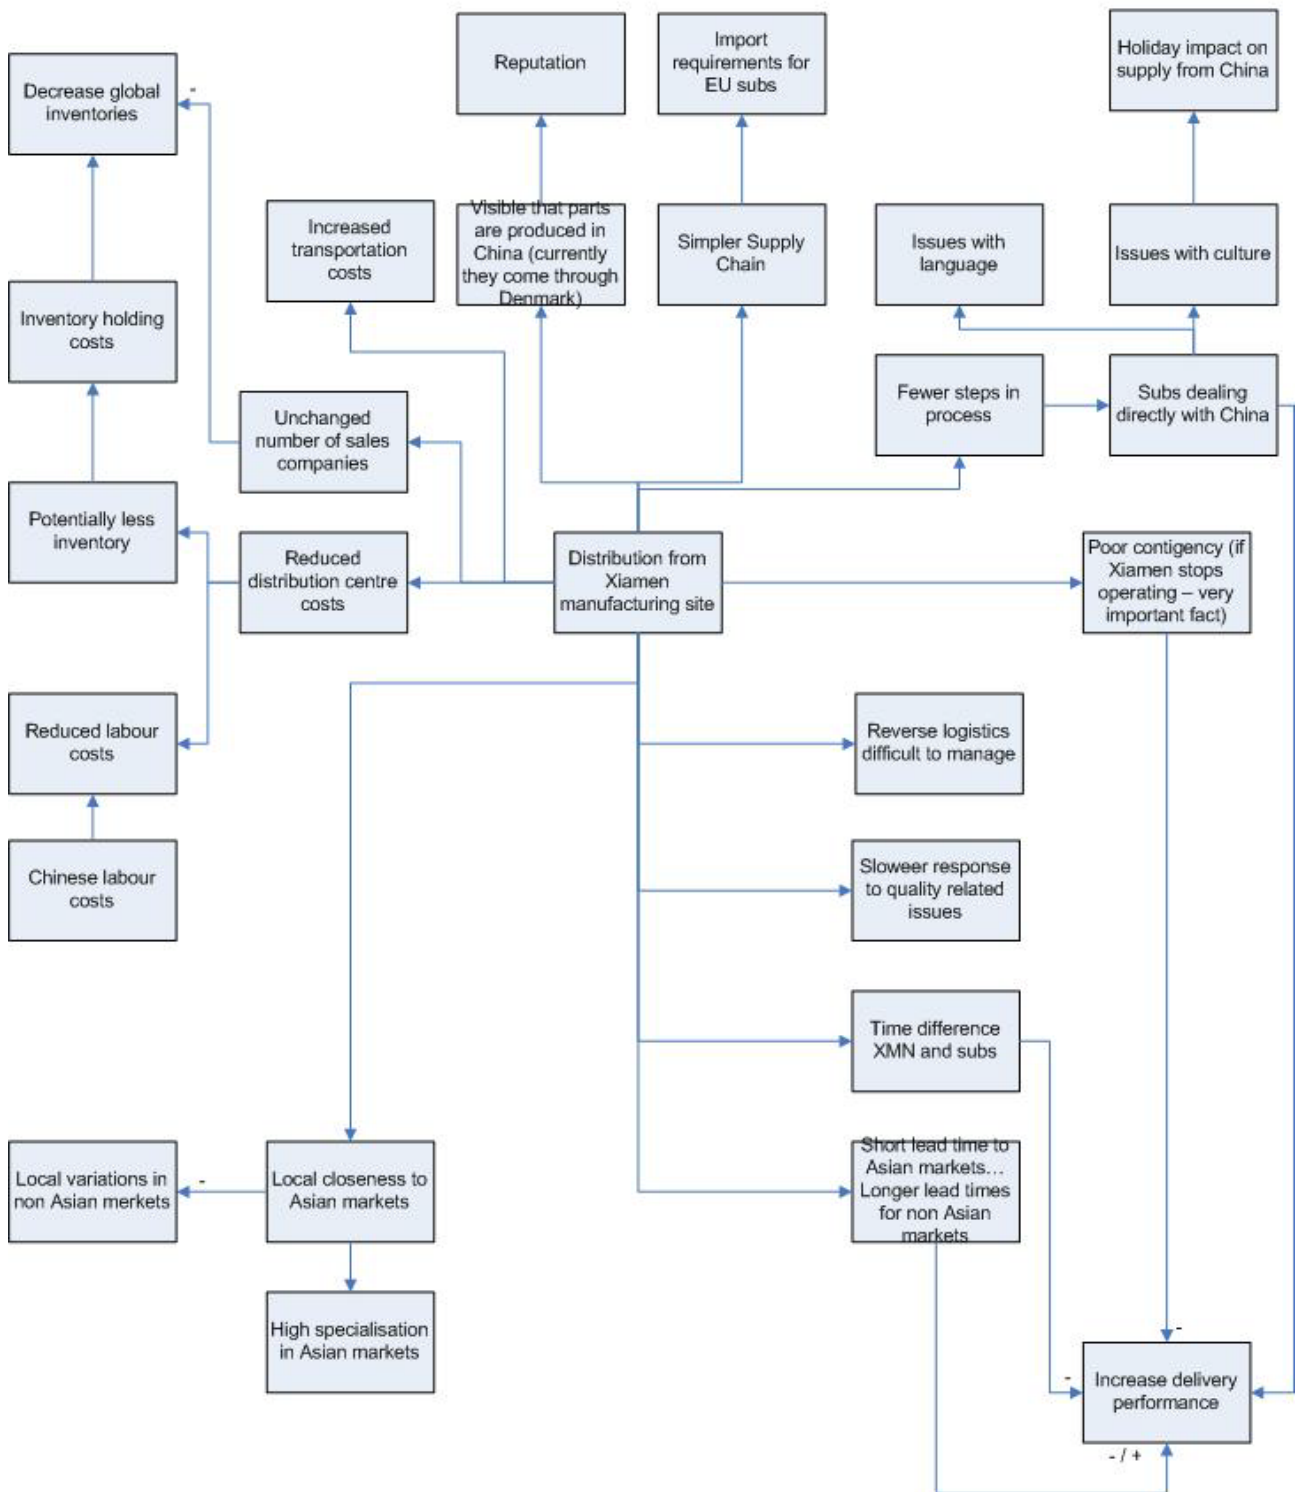 Decrease global
inventories
-
Reputation
Import
requirements for
EU subs
Holiday impact on
supply from China
Increased
transportation
costs
Visible that parts
are produced in
China (currently
they come through
Denmark)
Simpler Supply
Chain
Issues with
language
Issues with culture
Inventory holding
costs
Unchanged
number of sales
companies
Fewer steps in
process
Subs dealing
directly with China
Potentially less
inventory
Reduced
distribution centre
costs
Distribution from
Xiamen
manufacturing site
Poor contigency (if
Xiamen stops
operating – very
important fact)
Reduced labour
costs
Reverse logistics
difficult to manage
Chinese labour
costs
Sloweer response
to quality related
issues
Time difference
XMN and subs
Local variations in
non Asian merkets
-
Local closeness to
Asian markets
Short lead time to
Asian markets…
Longer lead times
for non Asian
markets
High specialisation
in Asian markets
-
-
Increase delivery
performance
- / +